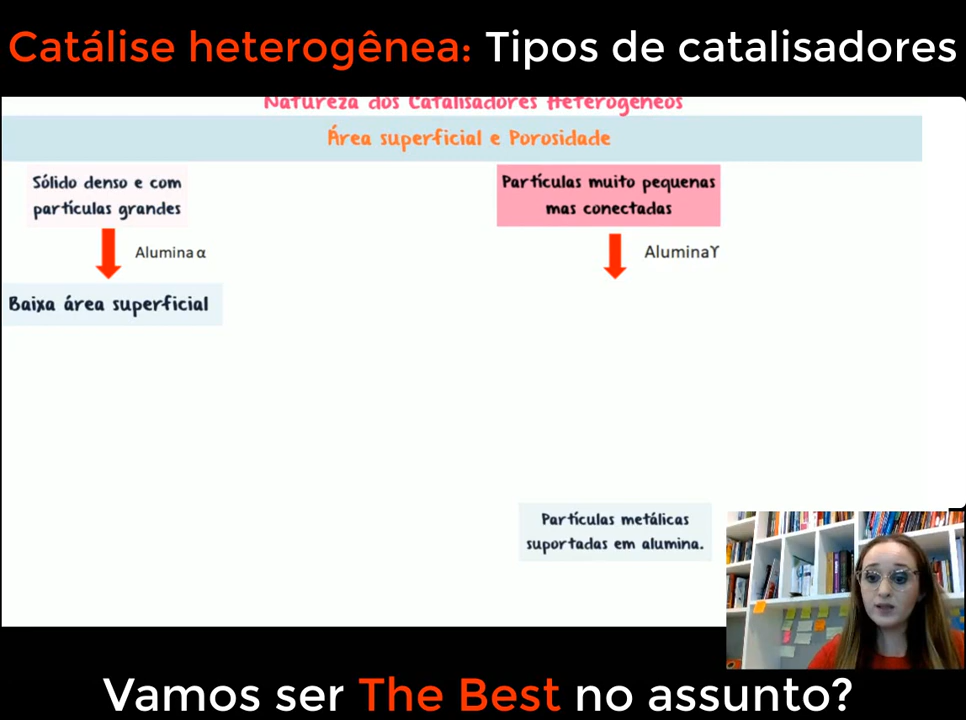 Catálise heterogênea: Tipos de catalisadores
Natureza dos Catalisadores Heterogêneos
Área superficial e Porosidade
Sólido denso e com
partículas grandes
Alumina α
Baixa área superficial
Partículas muito pequenas
mas conectadas
Aluminaϒ
Partículas metálicas
suportadas em alumina.
Vamos ser The Best no assunto?